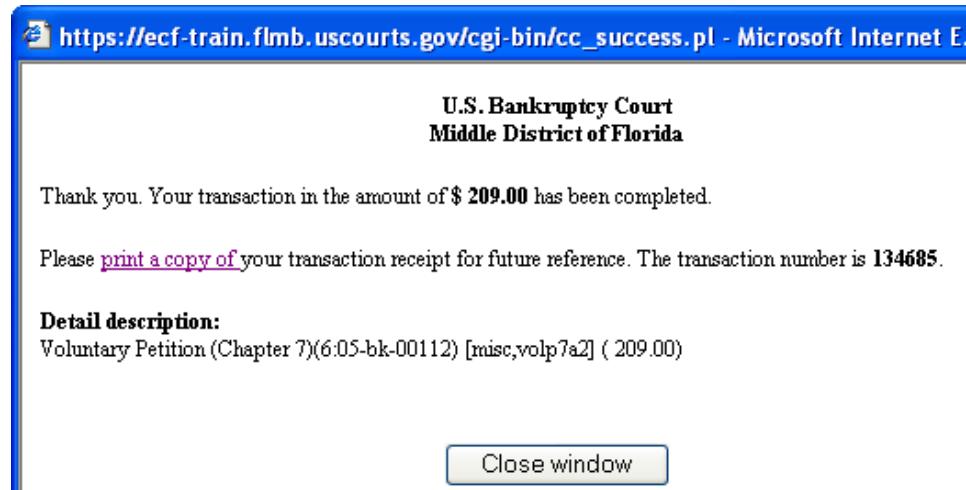 https://ecf-train.flmb.uscourts.gov/cgi-bin/cc_success.pl - Microsoft Internet E.
U.S. Bankruptcy Court
Middle District of Florida
Thank you. Your transaction in the amount of $ 209.00 has been completed.
Please print a copy of your transaction receipt for future reference. The transaction number is 134685.
Detail description:
Voluntary Petition (Chapter 7)(6:05-bk-00112) [misc,volp7a2] ( 209.00)
Close window